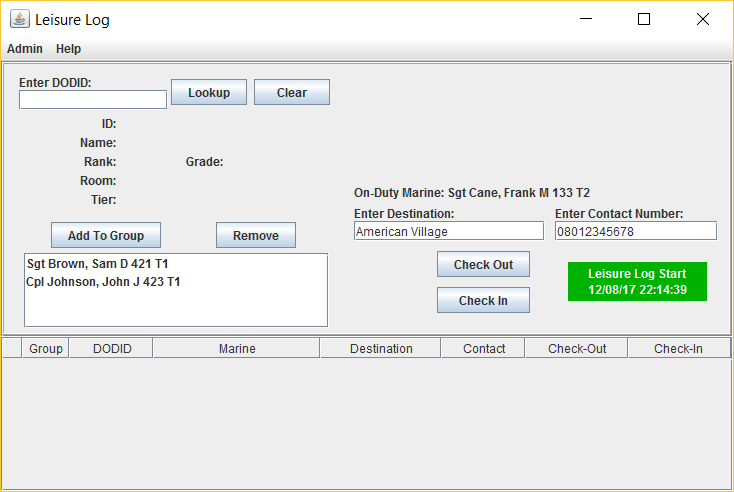 Leisure Log
Admin Help
Enter DODID:
Lookup Clear
ID:
Name:
Rank: Grade:
Room:
Tier:
On-Duty Marine: Sgt Cane, Frank M 133 T2
Enter Destination: Enter Contact Number:
American Village 08012345678
Add To Group Remove
Sgt Brown, Sam D 421 T1
Cpl Johnson, John J 423 T1
Check Out
Check In
Leisure Log Start
12/08/17 22:14:39
Group DODID Marine Destination Contact Check-Out Check-In